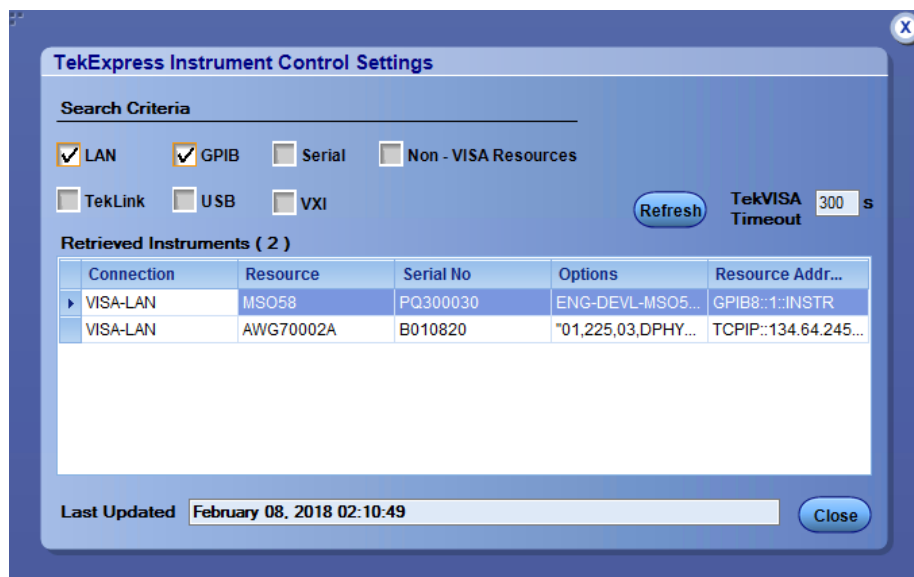 X
TekExpress Instrument Control Settings
Search Criteria
LAN GPIB Serial Non - VISA Resources
TekLink USB VXI Refresh TekVISA Timeout 300 s
Retrieved Instruments ( 2 )
Connection Resource Serial No Options Resource Addr...
VISA-LAN MSO58 PQ300030 ENG-DEVL-MSO5... GPIB8::1::INSTR
VISA-LAN AWG70002A B010820 "01,225,03,DPHY... TCPIP::134.64.245...
Last Updated February 08, 2018 02:10:49 Close